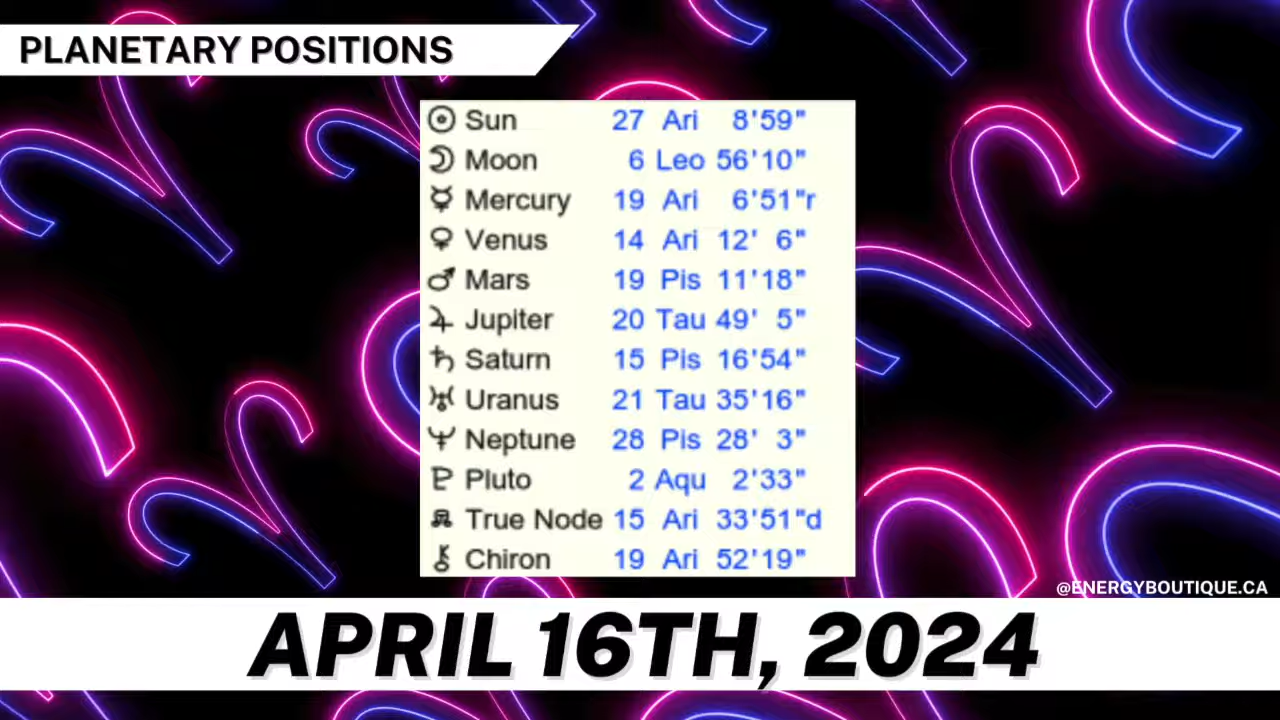 PLANETARY POSITIONS
Sun 27 Ari 8'59"
Moon 6 Leo 56'10"
Mercury 19 Ari 6'51"r
Venus 14 Ari 12' 6"
Mars 19 Pis 11'18"
Jupiter 20 Tau 49' 5"
Saturn 15 Pis 16'54"
Uranus 21 Tau 35'16"
Neptune 28 Pis 28' 3"
Pluto 2 Aqu 2'33"
True Node 15 Ari 33'51"d
Chiron 19 Ari 52'19"
@ENERGYBOUTIQUE.CA
APRIL 16TH, 2024